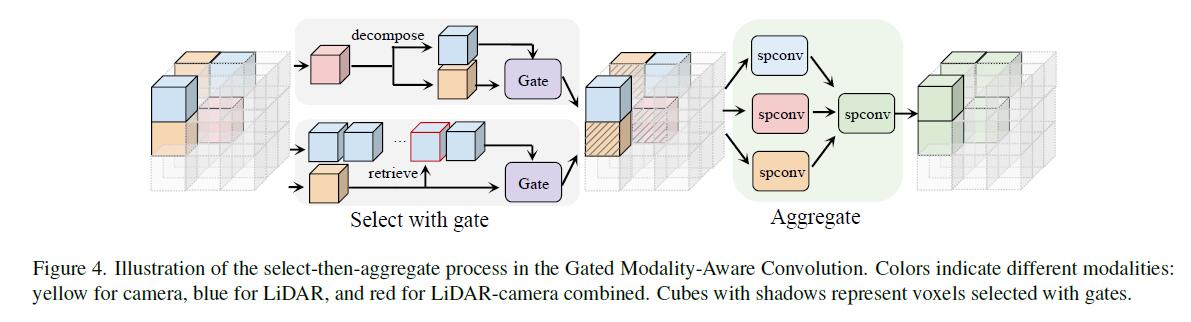 decompose
Gate
...
retrieve
Gate
Select with gate
spconv
spconv
spconv
spconv
Aggregate
Figure 4. Illustration of the select-then-aggregate process in the Gated Modality-Aware Convolution. Colors indicate different modalities:
yellow for camera, blue for LiDAR, and red for LiDAR-camera combined. Cubes with shadows represent voxels selected with gates.